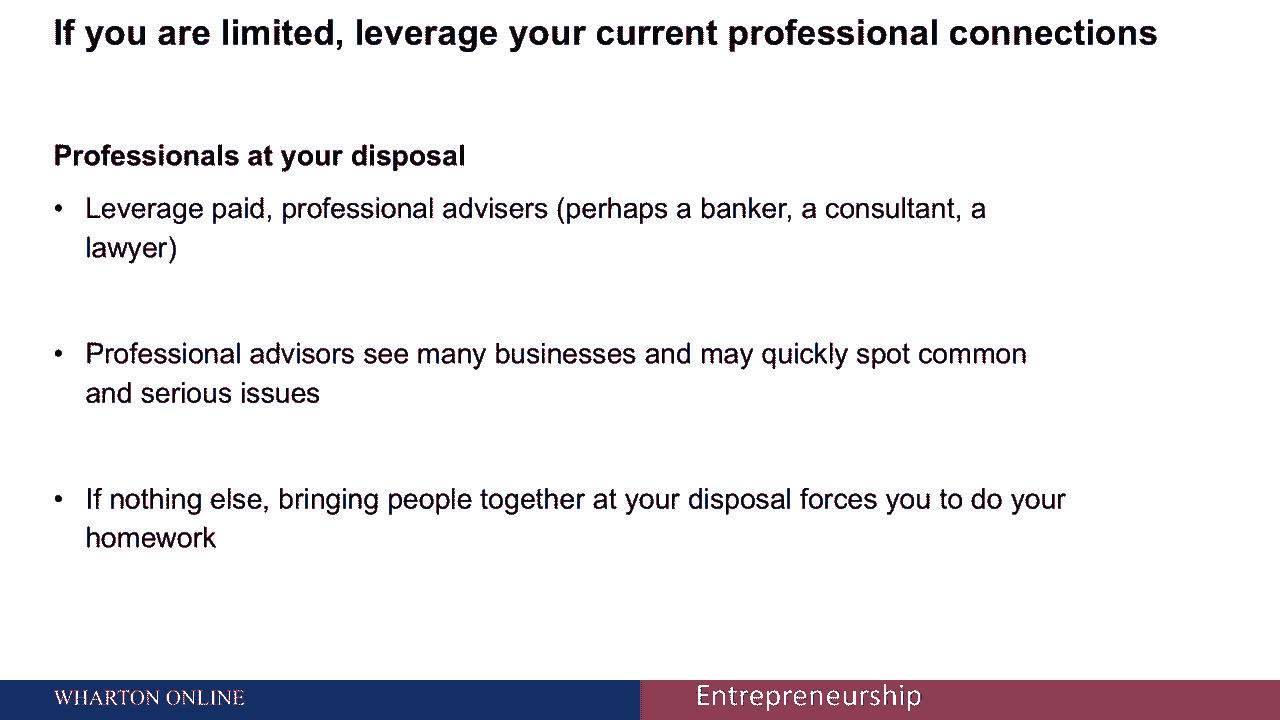 If you are limited, leverage your current professional connections
Professionals at your disposal
• Leverage paid, professional advisers (perhaps a banker, a consultant, a
lawyer)
• Professional advisors see many businesses and may quickly spot common
and serious issues
• If nothing else, bringing people together at your disposal forces you to do your
homework
WHARTON ONLINE
Entrepreneurship